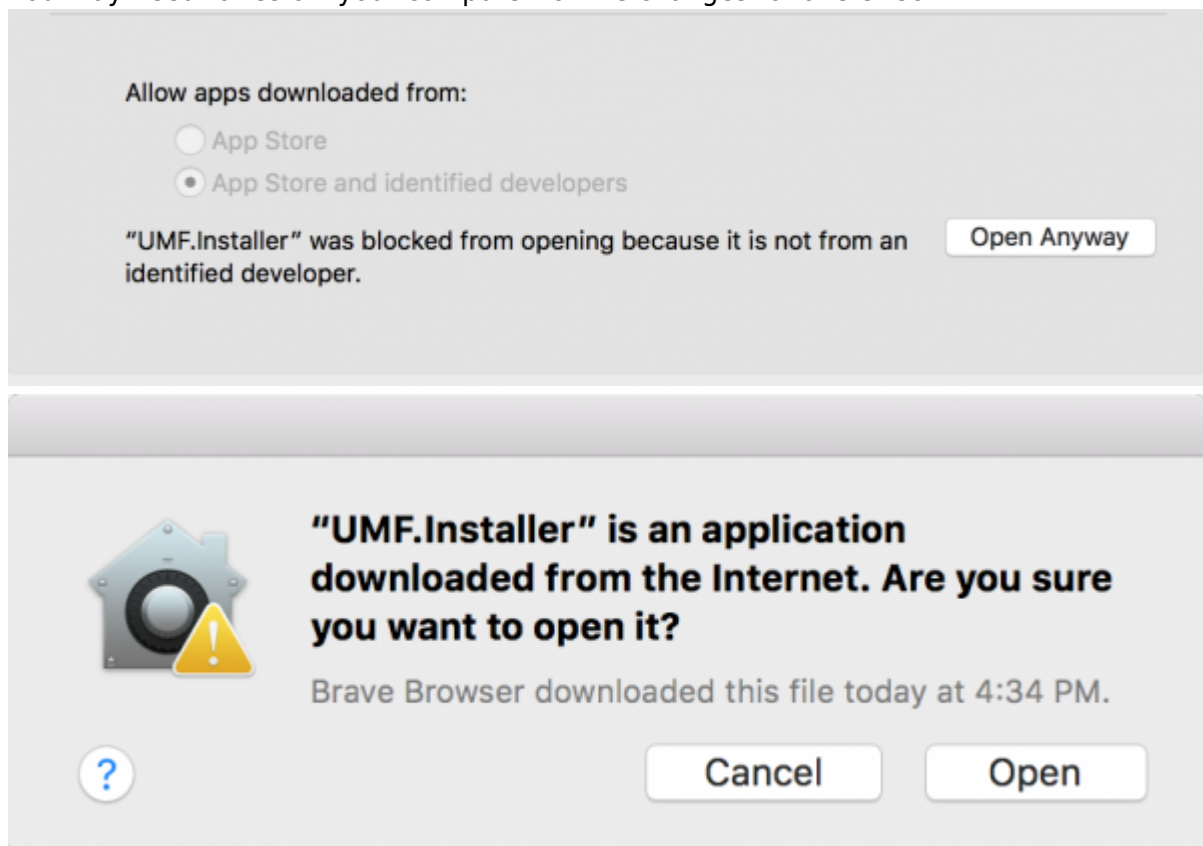 Allow apps downloaded from:
App Store
App Store and identified developers
“UMF.Installer” was blocked from opening because it is not from an
Open Anyway
identified developer.
“UMF.Installer” is an application
downloaded from the Internet. Are you sure
you want to open it?
Brave Browser downloaded this file today at 4:34 PM.
?
Cancel
Open